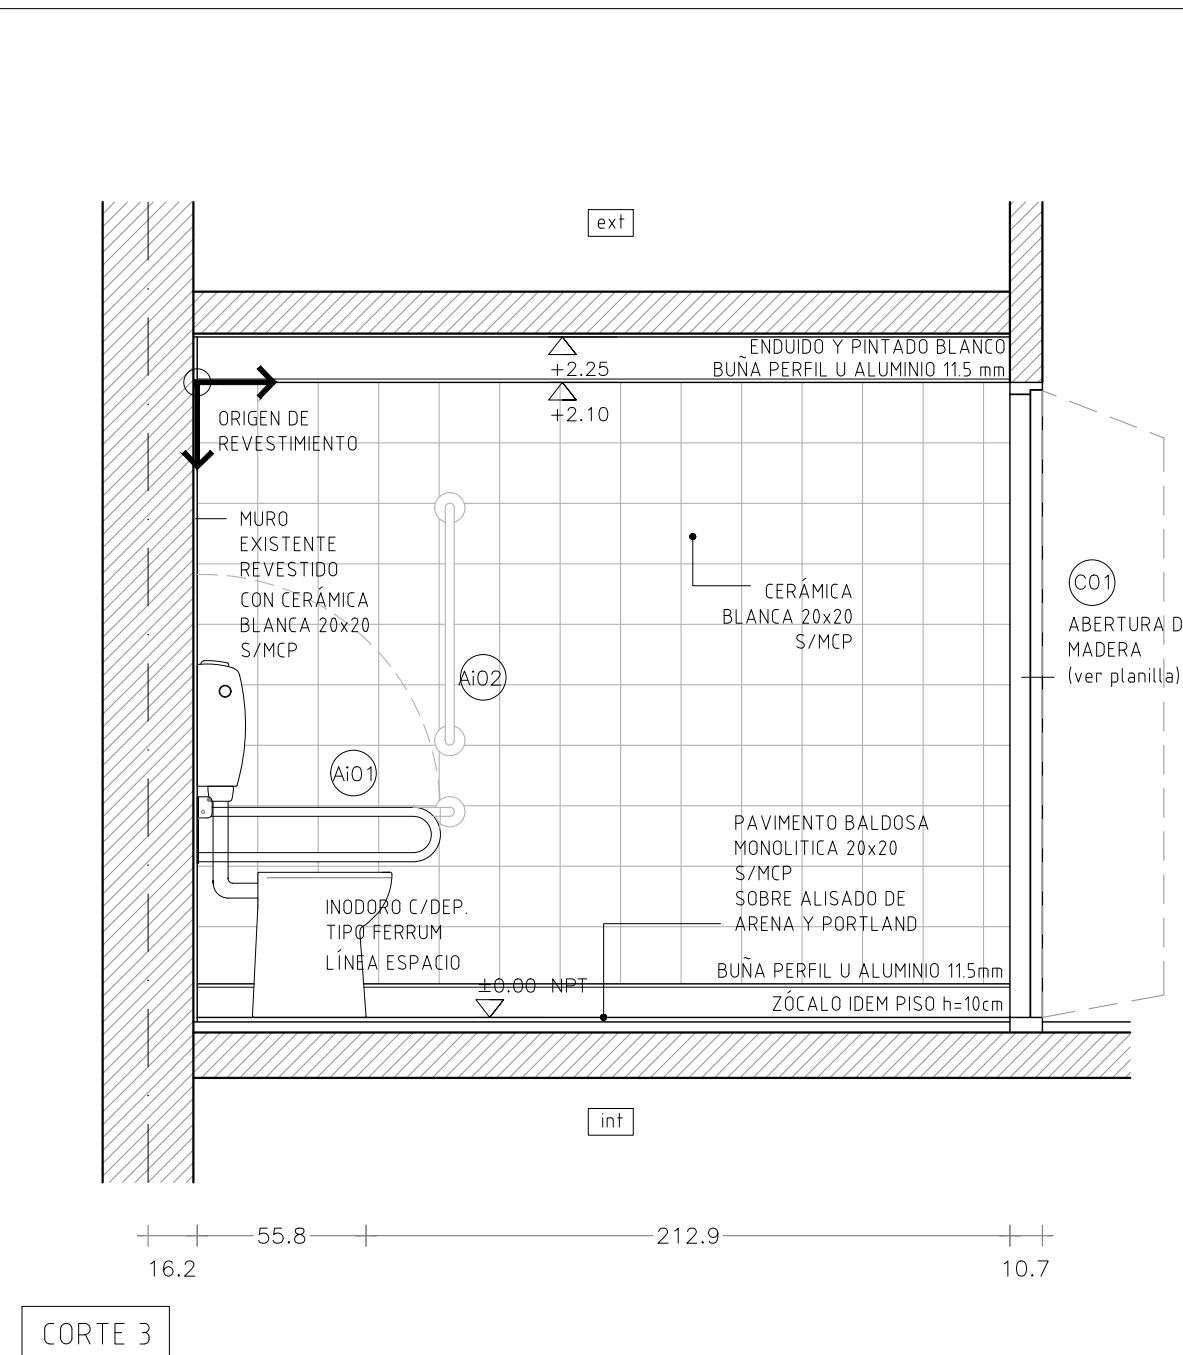 ext
ENDUIDO Y PINTADO BLANCO
+2.25
BUÑA PERFIL U ALUMINIO 11.5 mm
+2.10
ORIGEN DE
REVESTIMIENTO
MURO
EXISTENTE
REVESTIDO
CON CERÁMICA
BLANCA 20x20
S/MCP
CERÁMICA
BLANCA 20x20
S/MCP
C01
ABERTURA D
MADERA
(ver planilla)
Ai02
Ai01
PAVIMENTO BALDOSA
MONOLITICA 20x20
S/MCP
SOBRE ALISADO DE
ARENA Y PORTLAND
INODORO C/DEP.
TIPO FERRUM
LÍNEA ESPACIO
BUÑA PERFIL U ALUMINIO 11.5mm
±0.00 NPT
ZÓCALO IDEM PISO h=10cm
int
55.8
212.9
16.2
10.7
CORTE 3